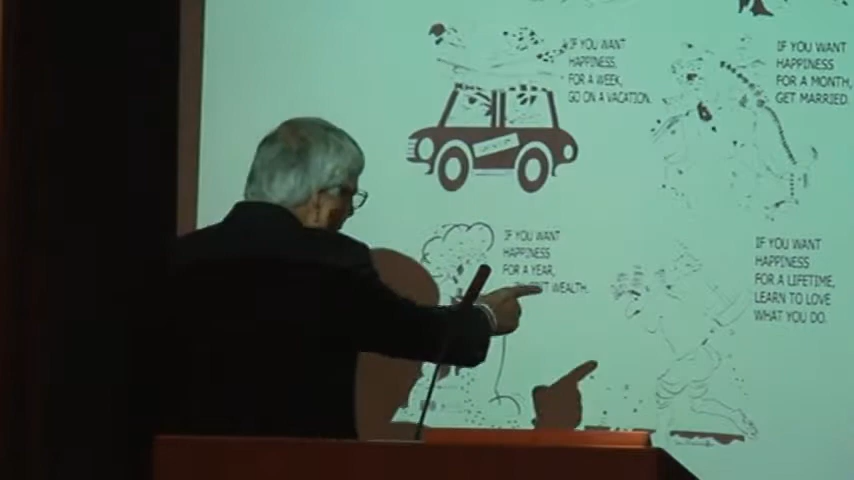 IF YOU WANT
HAPPINESS
FOR A WEEK,
GO ON A VACATION.
IF YOU WANT
HAPPINESS
FOR A MONTH,
GET MARRIED.
IF YOU WANT
HAPPINESS
FOR A YEAR,
WEALTH.
IF YOU WANT
HAPPINESS
FOR A LIFETIME,
LEARN TO LOVE
WHAT YOU DO.